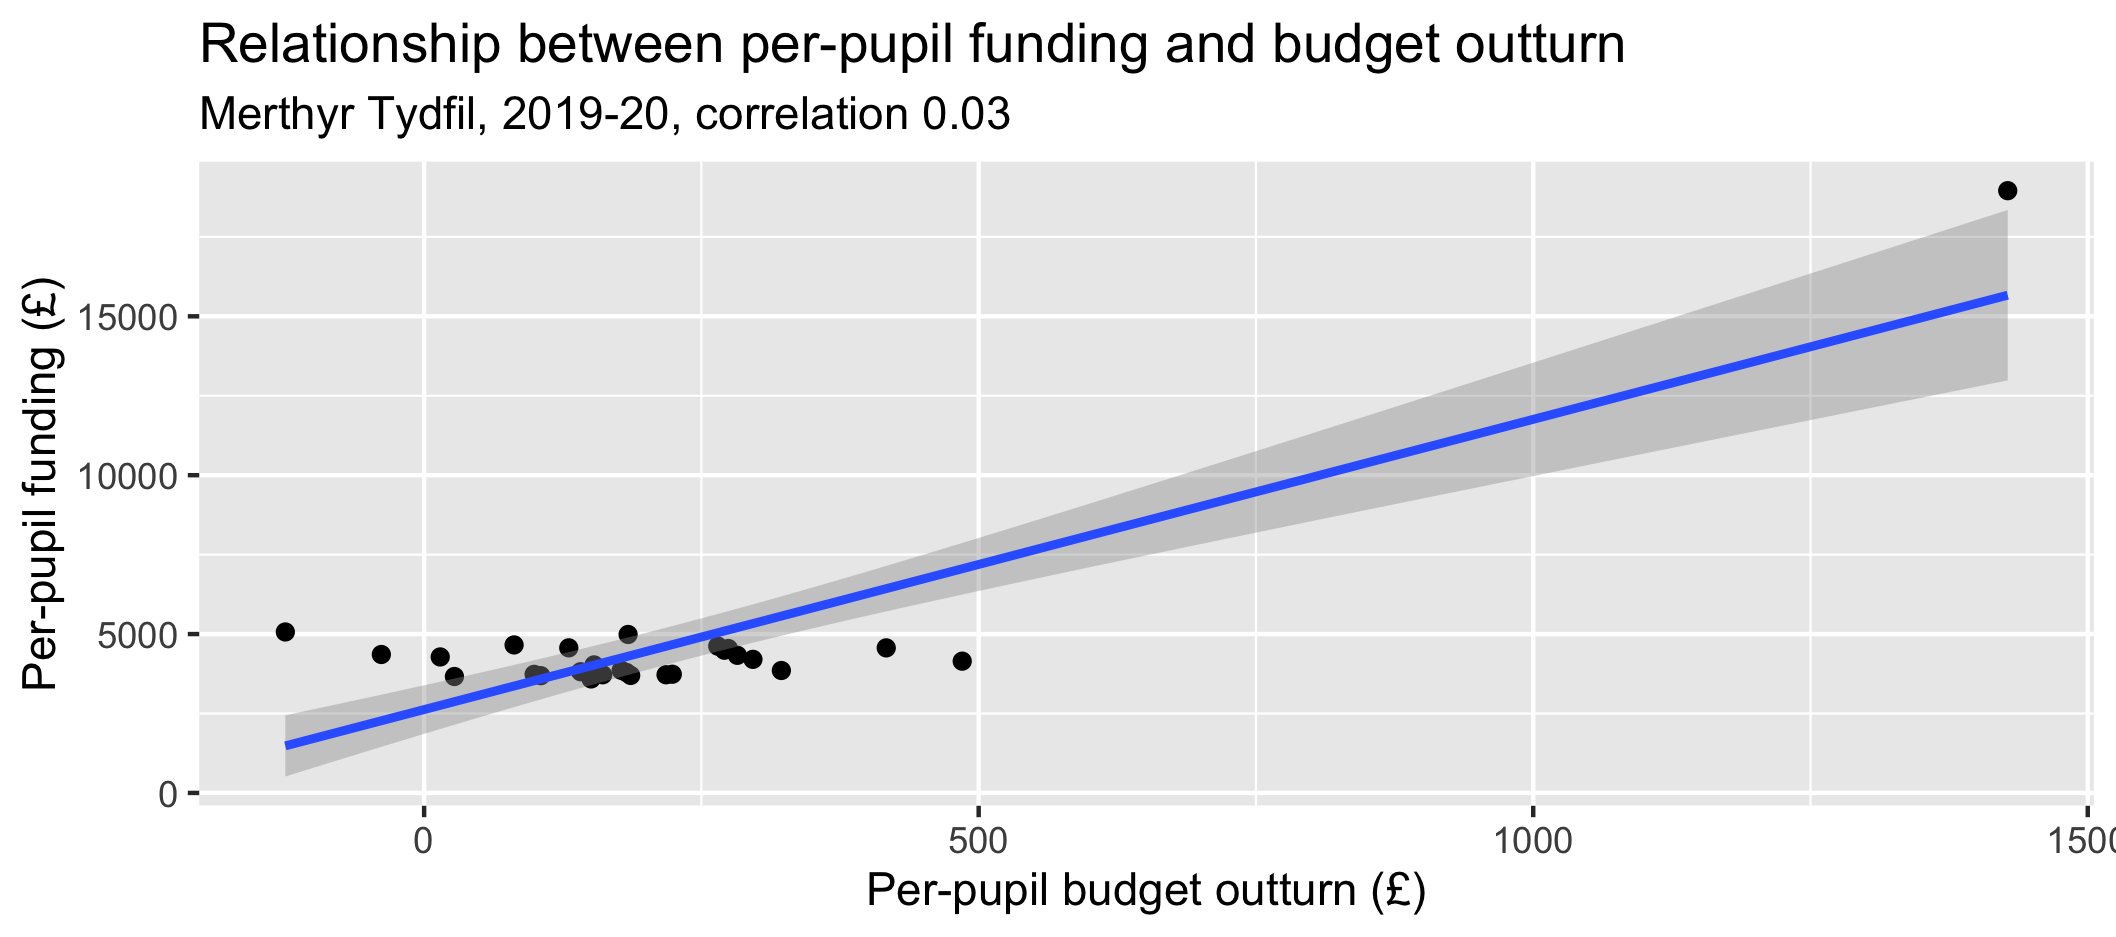 Relationship between per-pupil funding and budget outturn
Merthyr Tydfil, 2019-20, correlation 0.03
Per-pupil funding (£)
15000
10000
5000
0
0 500 1000 150
Per-pupil budget outturn (£)